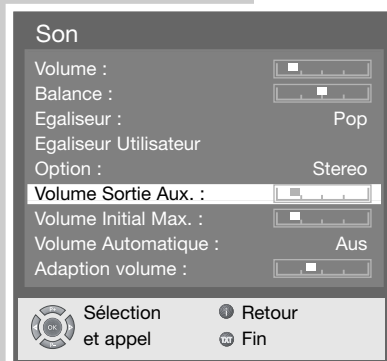 Son
Volume :
Balance :
Egaliseur : Pop
Egaliseur Utilisateur
Option : Stereo
Volume Sortie Aux. :
Volume Initial Max. :
Volume Automatique : Aus
Adaption volume :
P+
OK
P-
Sélection i Retour
et appel TXT Fin